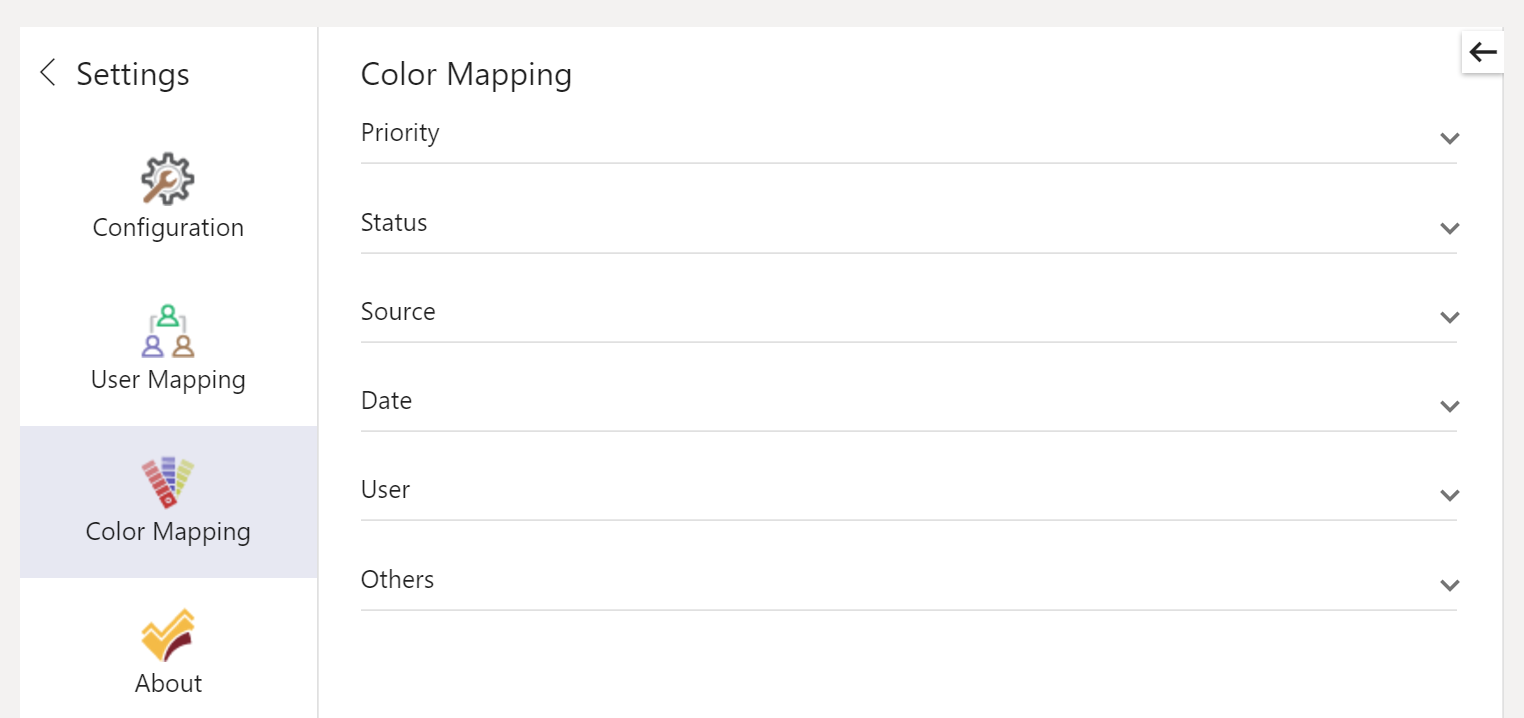 Settings
Configuration
User Mapping
Color Mapping
About
Color Mapping
Priority
Status
Source
Date
User
Others